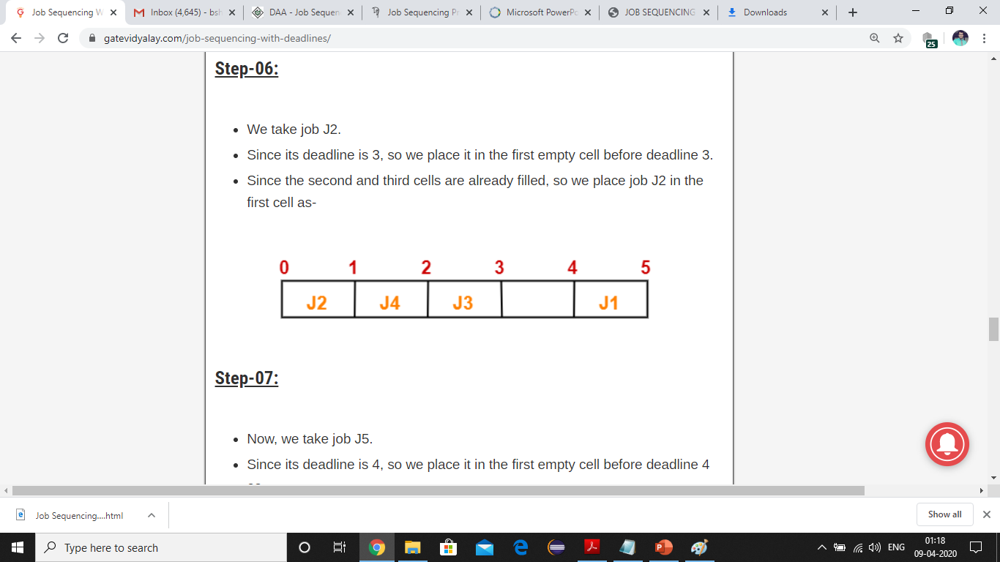 Job Sequencing W
Inbox (4,645) - bsh
DAA - Job Sequen
Job Sequencing Pr
Microsoft PowerPo
JOB SEQUENCING
Downloads
gatevidyalay.com/job-sequencing-with-deadlines/
25
Step-06:
We take job J2.
Since its deadline is 3, so we place it in the first empty cell before deadline 3.
Since the second and third cells are already filled, so we place job J2 in the
first cell as-
0 1 2 3 4 5
J2 J4 J3 J1
Step-07:
Now, we take job J5.
Since its deadline is 4, so we place it in the first empty cell before deadline 4
Job Sequencing....html
Show all
Type here to search
ENG
01:18
09-04-2020